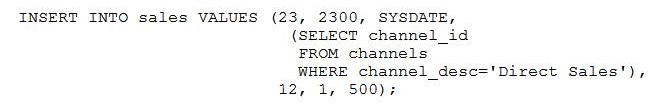 INSERT INTO sales VALUES (23, 2300, SYSDATE,
(SELECT channel_id
FROM channels
WHERE channel_desc='Direct Sales'),
12, 1, 500);